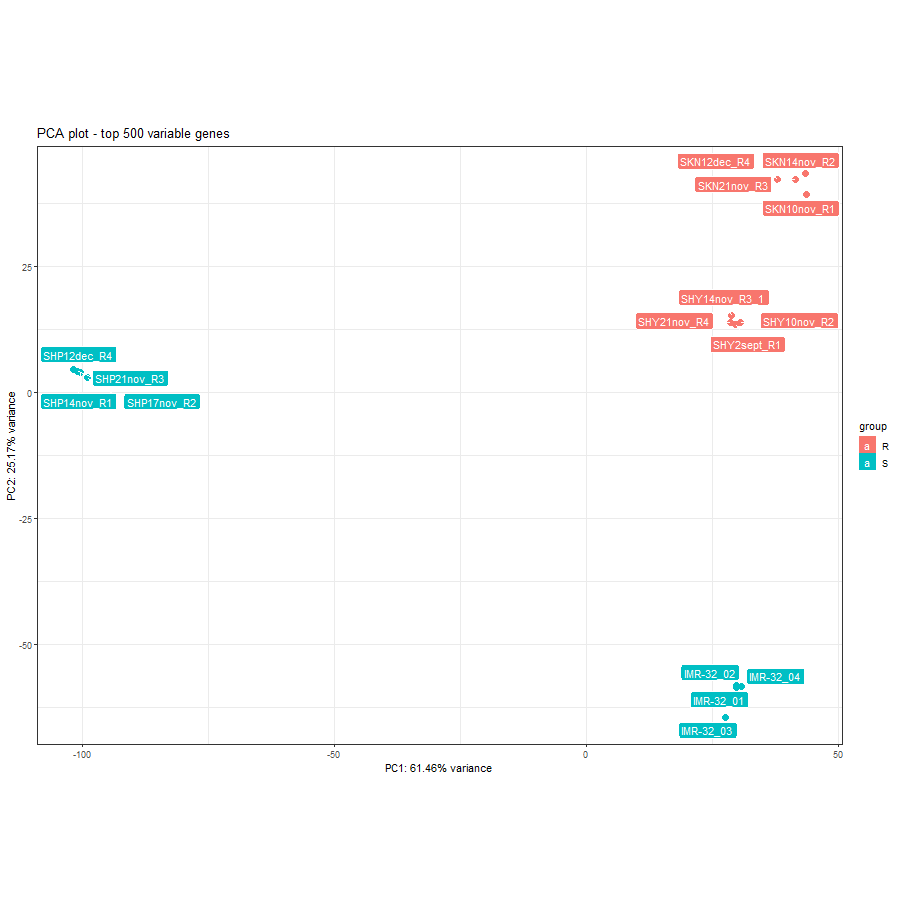 PCA plot - top 500 variable genes
SKN12dec_R4
SKN14nov_R2
SKN21nov_R3
SKN10nov_R1
25
SHY14nov_R3_1
SHY21nov_R4
SHY10nov_R2
SHY2sept_R1
SHP12dec_R4
SHP21nov_R3
0
SHP14nov_R1
SHP17nov_R2
PC2: 25.17% variance
group
a R
a S
-25
-50
IMR-32_02
IMR-32_04
IMR-32_01
IMR-32_03
-100
-50
0
50
PC1: 61.46% variance